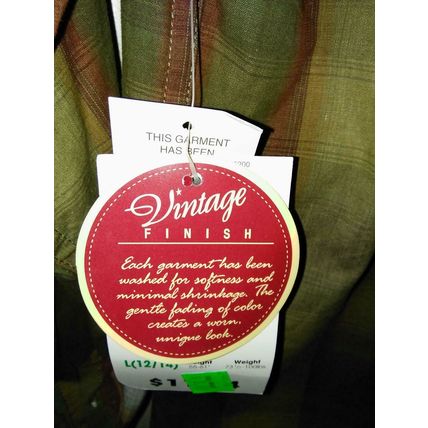 THIS GARMENT
HAS BEEN
Vintage
FINISH
Each garment has been
washed for softness and
minimal shrinkage. The
gentle fading of color
creates a worn,
unique look.
L(12/14) Weight